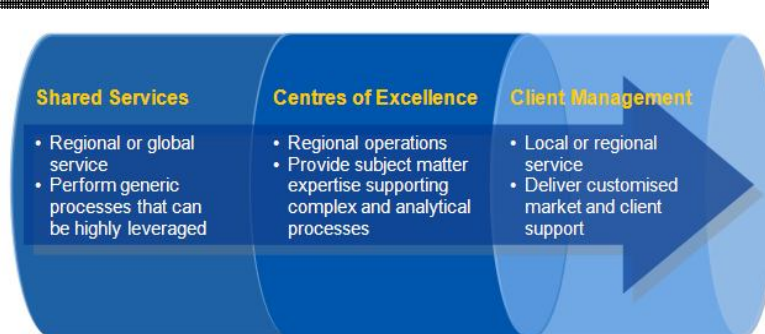 Shared Services
• Regional or global
service
• Perform generic
processes that can
be highly leveraged
Centres of Excellence
• Regional operations
• Provide subject matter
expertise supporting
complex and analytical
processes
Client Management
• Local or regional
service
• Deliver customised
market and client
support